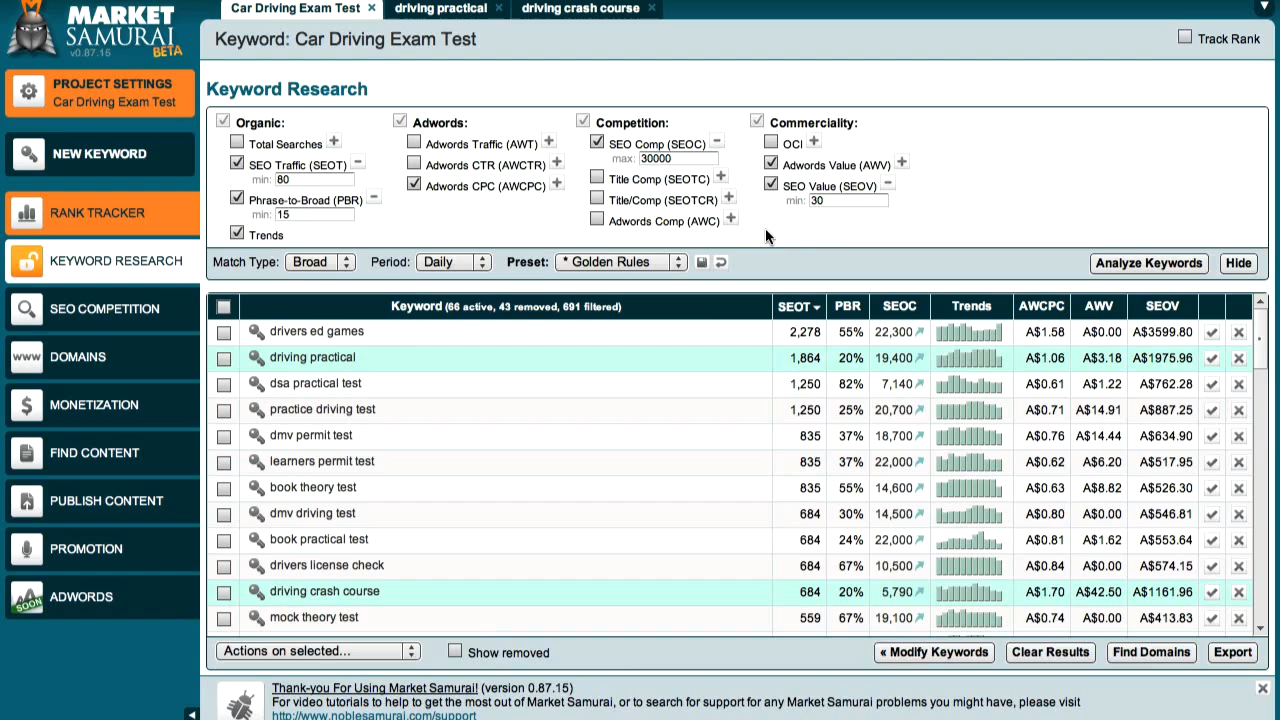 MARKET
SAMURAI
v0.87.15 BETA
Car Driving Exam Test
driving practical
driving crash course
Keyword: Car Driving Exam Test
Track Rank
PROJECT SETTINGS
Car Driving Exam Test
NEW KEYWORD
RANK TRACKER
KEYWORD RESEARCH
SEO COMPETITION
www DOMAINS
$ MONETIZATION
FIND CONTENT
PUBLISH CONTENT
PROMOTION
SOON ADWORDS
Keyword Research
Organic:
Total Searches
SEO Traffic (SEOT)
min: 80
Phrase-to-Broad (PBR)
min: 15
Trends
Adwords:
Adwords Traffic (AWT)
Adwords CTR (AWCTR)
Adwords CPC (AWCPC)
Competition:
SEO Comp (SEOC)
max: 30000
Title Comp (SEOTC)
Title/Comp (SEOTCR)
Adwords Comp (AWC)
Commerciality:
OCI
Adwords Value (AWV)
SEO Value (SEOV)
min: 30
Match Type: Broad Period: Daily Preset: * Golden Rules Analyze Keywords Hide
Keyword (66 active, 43 removed, 691 filtered) SEOT PBR SEOC Trends AWCPC AWV SEOV
drivers ed games 2,278 55% 22,300 A$1.58 A$0.00 A$3599.80
driving practical 1,864 20% 19,400 A$1.06 A$3.18 A$1975.96
dsa practical test 1,250 82% 7,140 A$0.61 A$1.22 A$762.28
practice driving test 1,250 25% 20,700 A$0.71 A$14.91 A$887.25
dmv permit test 835 37% 18,700 A$0.76 A$14.44 A$634.90
learners permit test 835 37% 22,000 A$0.62 A$6.20 A$517.95
book theory test 835 55% 14,600 A$0.63 A$8.82 A$526.30
dmv driving test 684 30% 14,500 A$0.80 A$0.00 A$546.81
book practical test 684 24% 22,000 A$0.81 A$1.62 A$553.64
drivers license check 684 67% 10,500 A$0.84 A$0.00 A$574.15
driving crash course 684 20% 5,790 A$1.70 A$42.50 A$1161.96
mock theory test 559 67% 19,100 A$0.74 A$0.00 A$413.83
Actions on selected... Show removed « Modify Keywords Clear Results Find Domains Export
Thank-you For Using Market Samurai! (version 0.87.15)
For video tutorials to help to get the most out of Market Samurai, or to search for support for any Market Samurai problems you might have, please visit
http://www.noblesamurai.com/support